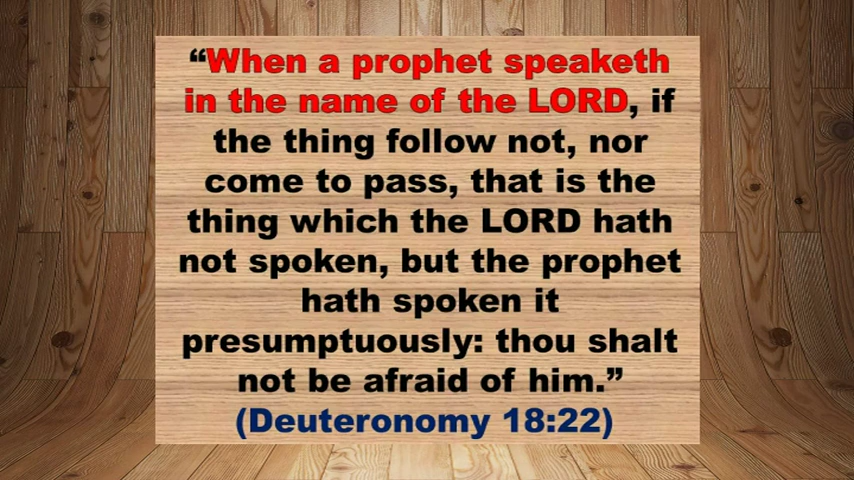 “When a prophet speaketh
in the name of the LORD, if
the thing follow not, nor
come to pass, that is the
thing which the LORD hath
not spoken, but the prophet
hath spoken it
presumptuously: thou shalt
not be afraid of him.”
(Deuteronomy 18:22)